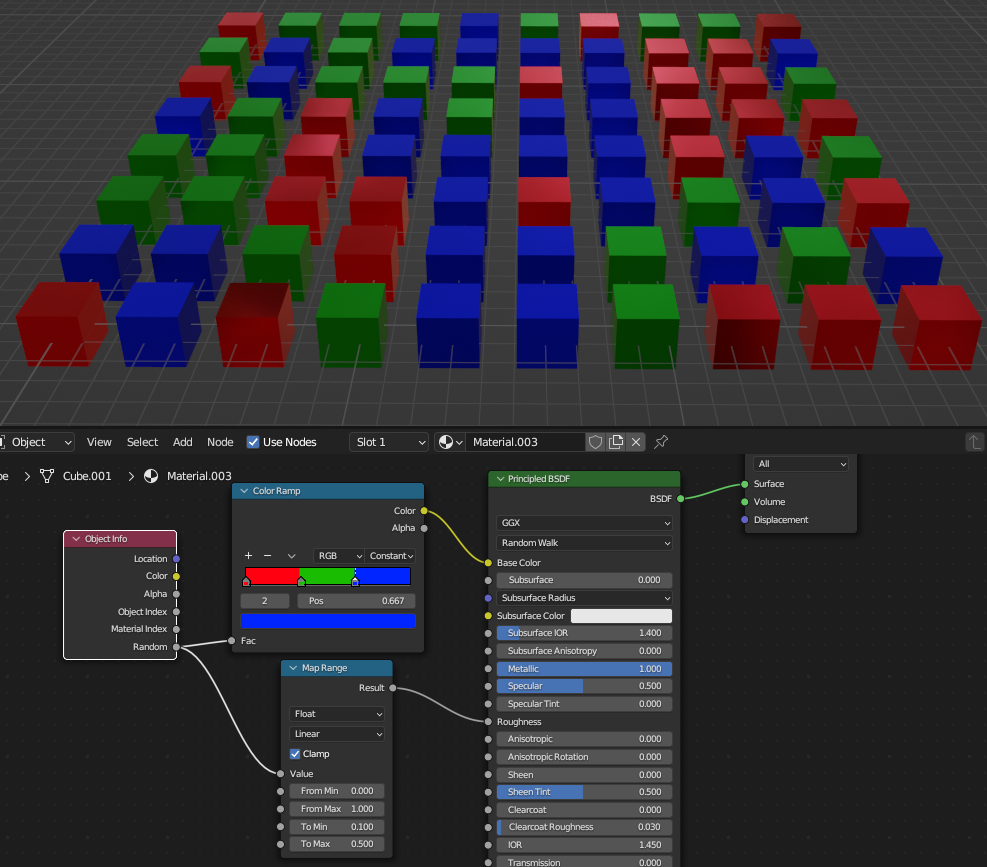 Object View Select Add Node Use Nodes Slot 1 Material.003
Cube.001 Material.003
Object Info
Location
Color
Alpha
Object Index
Material Index
Random
Color Ramp
Color
Alpha
RGB Constant
2 Pos 0.667
Fac
Map Range
Result
Float
Linear
Clamp
Value
From Min 0.000
From Max 1.000
To Min 0.100
To Max 0.500
Principled BSDF
BSDF
GGX
Random Walk
Base Color
Subsurface 0.000
Subsurface Radius
Subsurface Color
Subsurface IOR 1.400
Subsurface Anisotropy 0.000
Metallic 1.000
Specular 0.500
Specular Tint 0.000
Roughness
Anisotropic 0.000
Anisotropic Rotation 0.000
Sheen 0.000
Sheen Tint 0.500
Clearcoat 0.000
Clearcoat Roughness 0.030
IOR 1.450
Transmission 0.000
All
Surface
Volume
Displacement